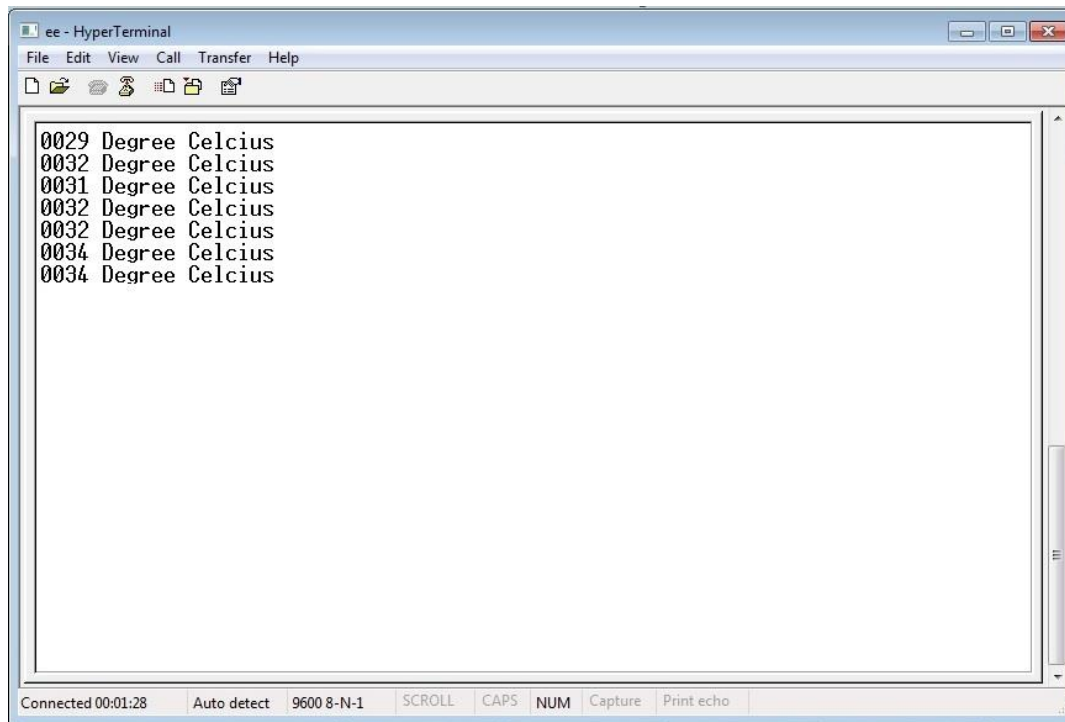 ee - HyperTerminal
File Edit View Call Transfer Help
0029 Degree Celcius
0032 Degree Celcius
0031 Degree Celcius
0032 Degree Celcius
0032 Degree Celcius
0034 Degree Celcius
0034 Degree Celcius
Connected 00:01:28 Auto detect 9600 8-N-1 SCROLL CAPS NUM Capture Print echo